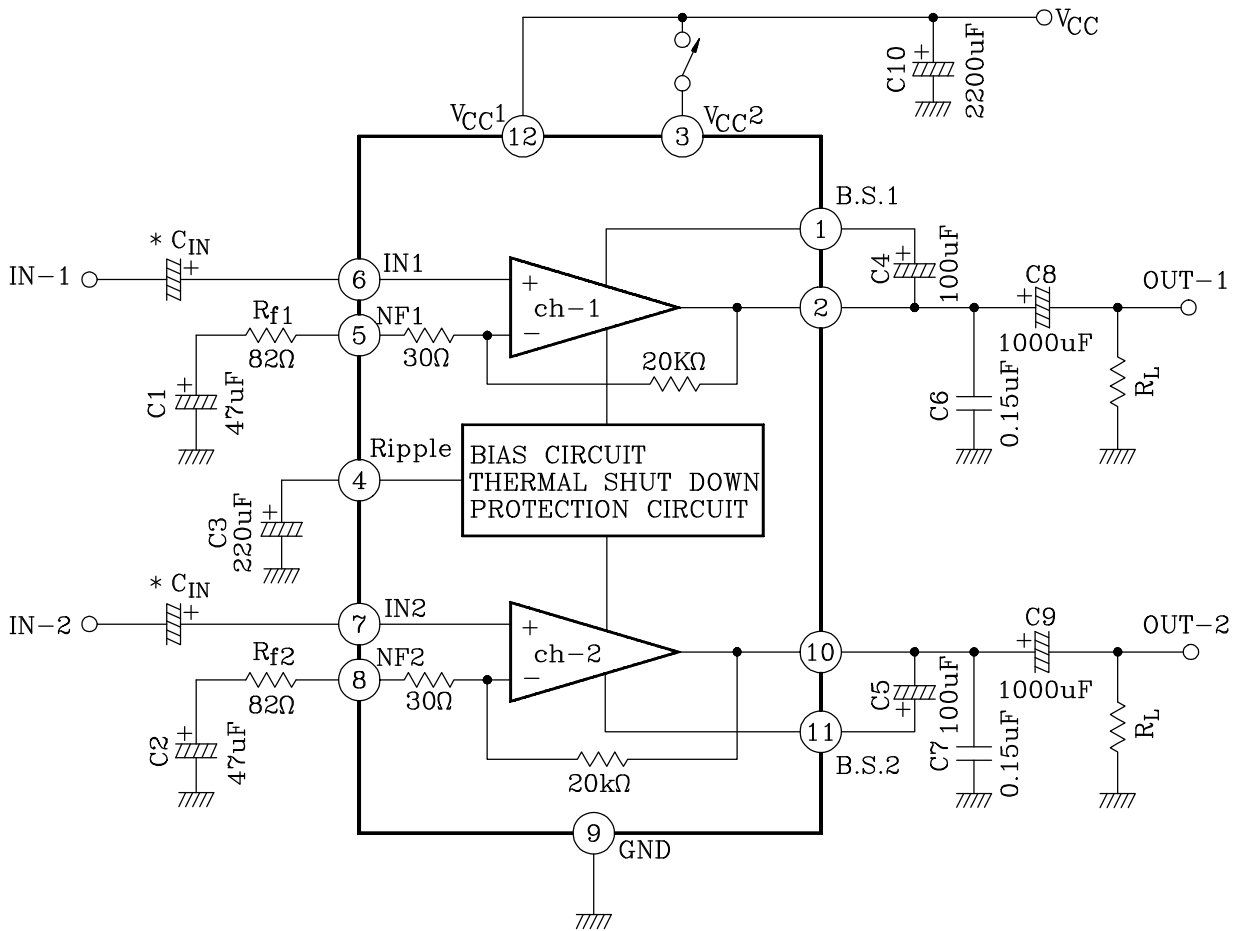 VCC
C10
2200uF
VCC1
12
3
VCC2
B.S.1
1
* CIN
IN-1
6
IN1
+
ch-1
−
C4
100uF
2
C8
OUT-1
1000uF
Rf1
82Ω
5
NF1
30Ω
20KΩ
C1
47uF
C6
0.15uF
RL
Ripple
4
BIAS CIRCUIT
THERMAL SHUT DOWN
PROTECTION CIRCUIT
C3
220uF
* CIN
IN-2
7
IN2
+
ch-2
−
10
C9
OUT-2
1000uF
Rf2
82Ω
8
NF2
30Ω
C5
100uF
11
B.S.2
20kΩ
C2
47uF
C7
0.15uF
RL
9
GND